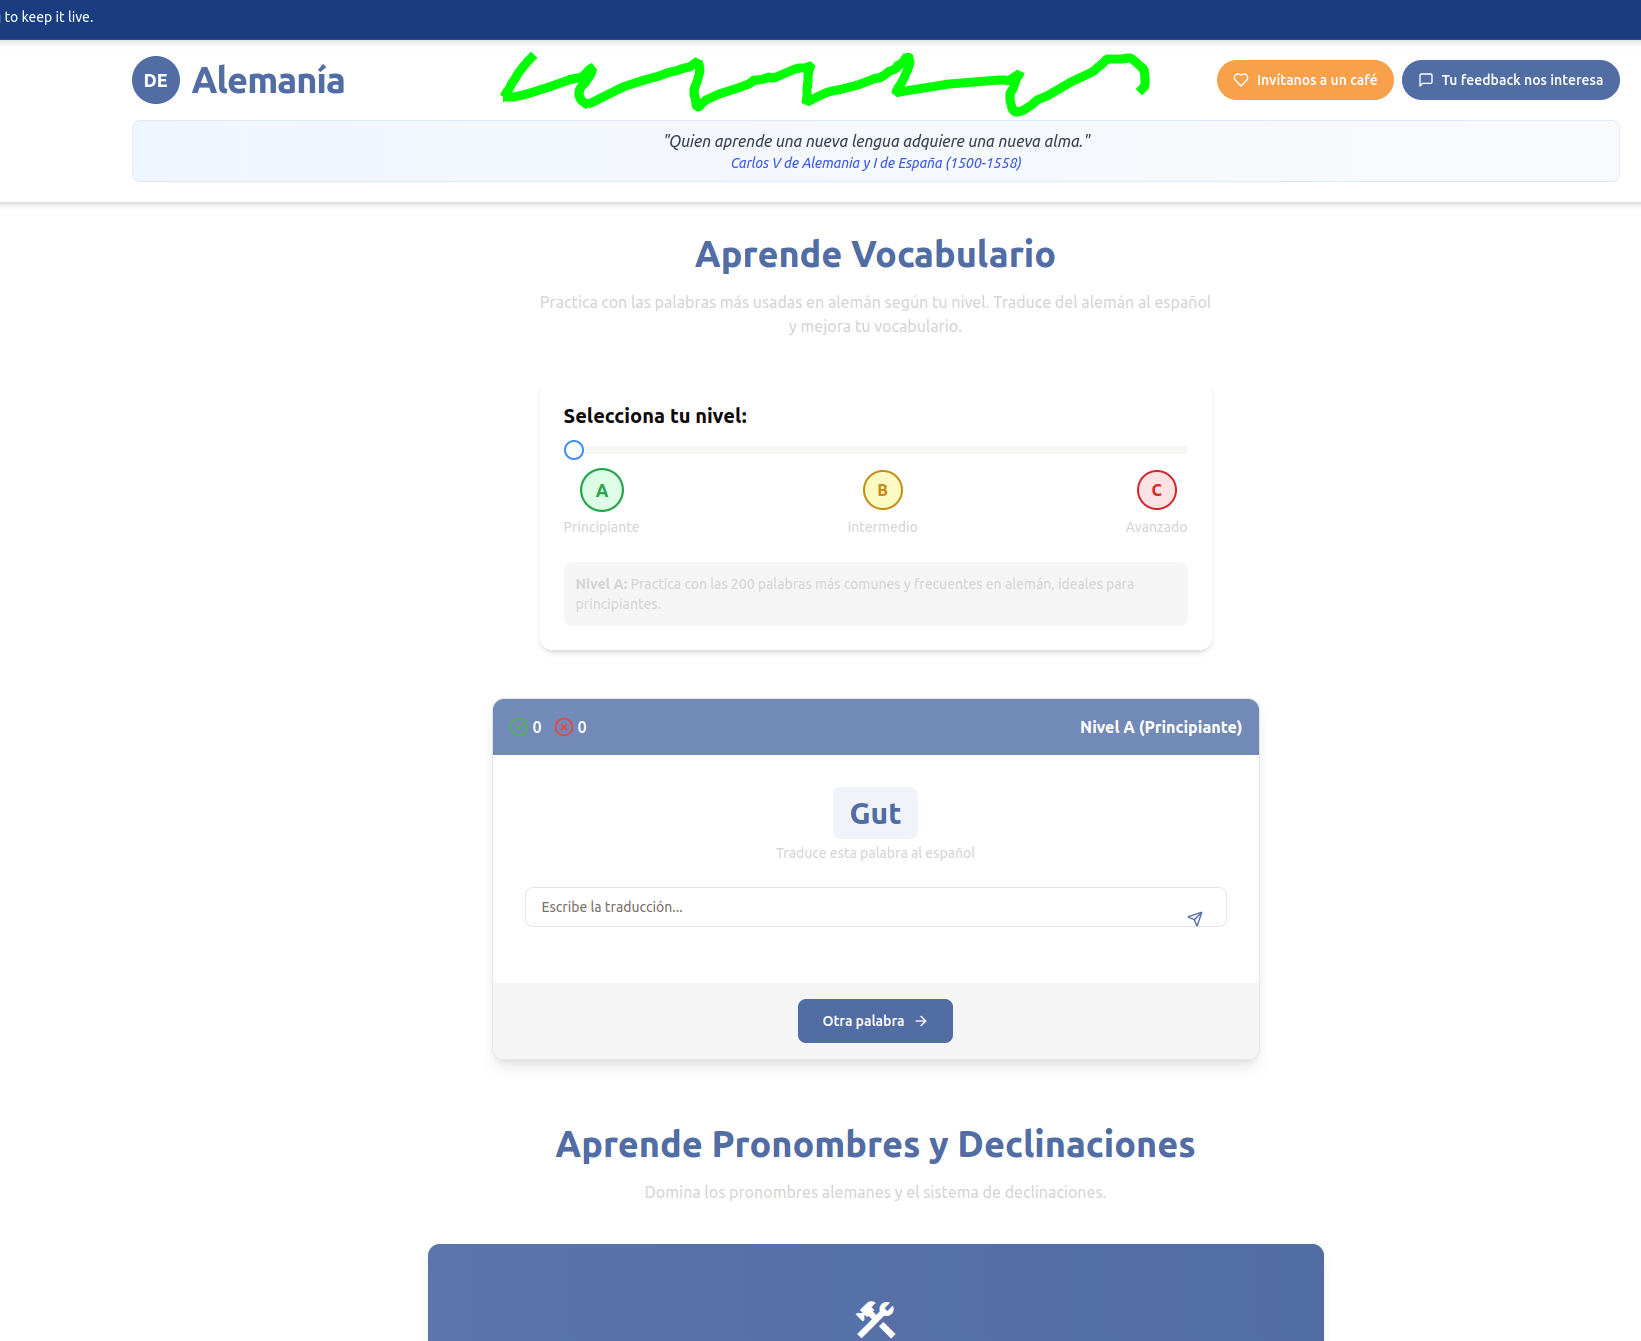 to keep it live.
DE Alemanía
Invítanos a un café
Tu feedback nos interesa
"Quien aprende una nueva lengua adquiere una nueva alma."
Carlos V de Alemania y I de España (1500-1558)
Aprende Vocabulario
Practica con las palabras más usadas en alemán según tu nivel. Traduce del alemán al español
y mejora tu vocabulario.
Selecciona tu nivel:
A B C
Principiante Intermedio Avanzado
Nivel A: Practica con las 200 palabras más comunes y frecuentes en alemán, ideales para
principiantes.
0 0 Nivel A (Principiante)
Gut
Traduce esta palabra al español
Escribe la traducción...
Otra palabra
Aprende Pronombres y Declinaciones
Domina los pronombres alemanes y el sistema de declinaciones.